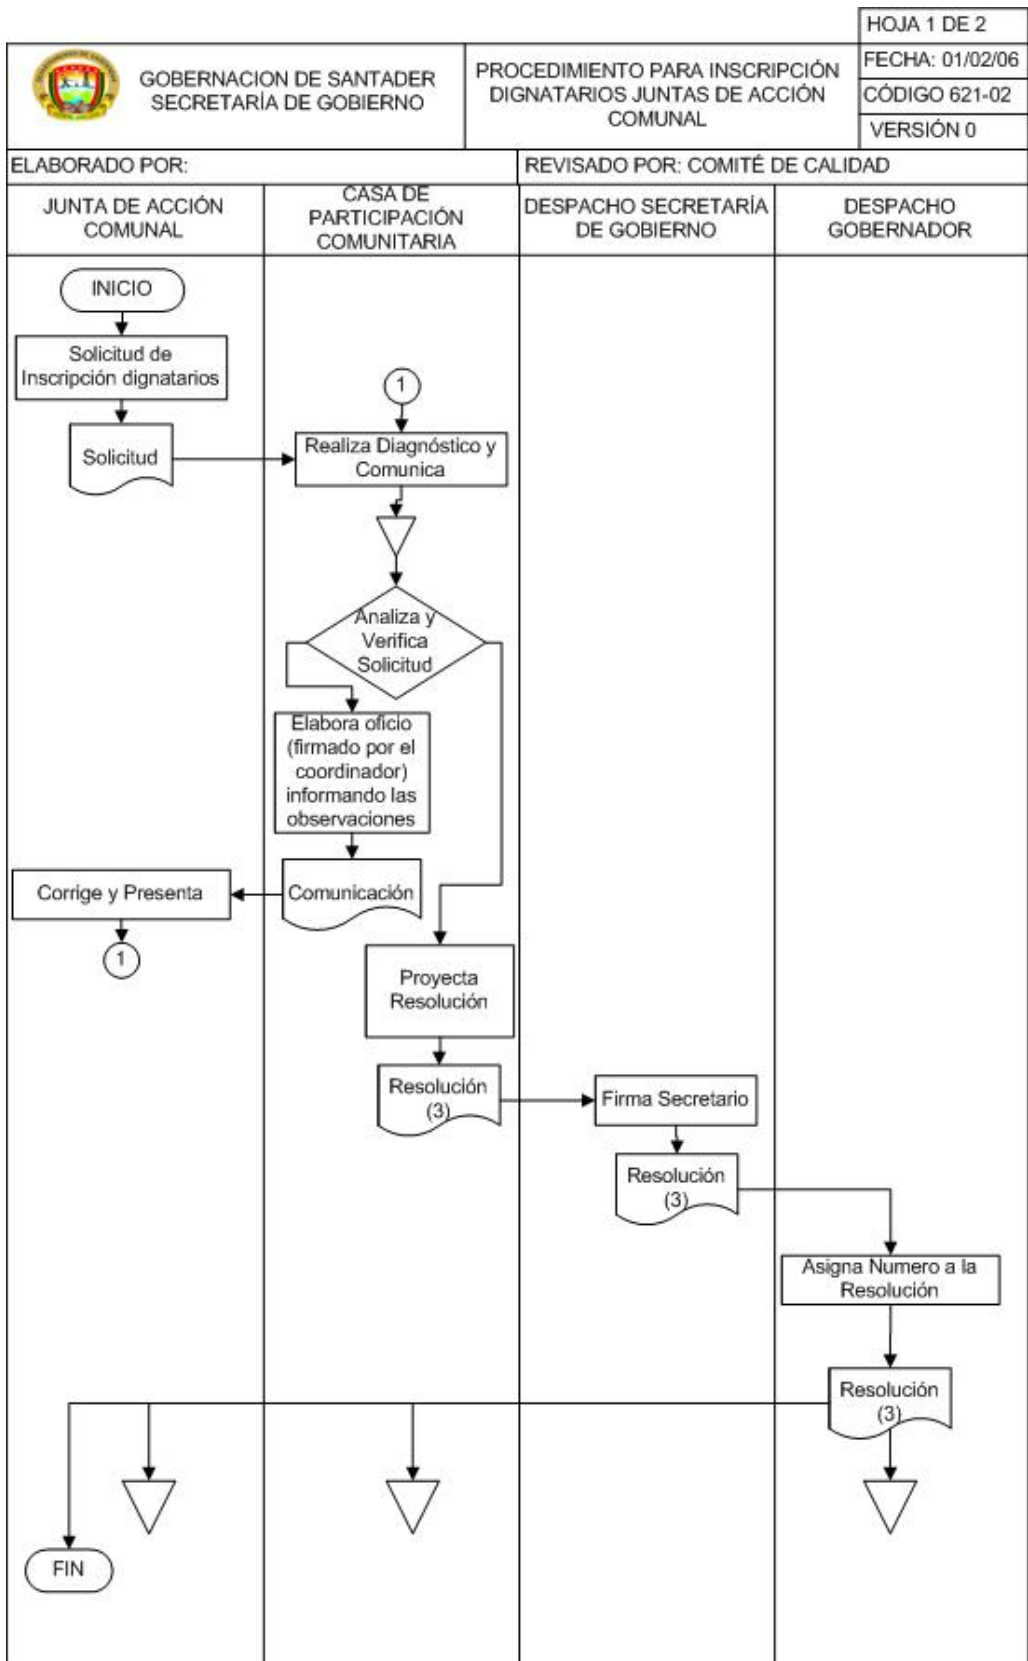 HOJA 1 DE 2
GOBERNACION DE SANTADER
SECRETARÍA DE GOBIERNO
PROCEDIMIENTO PARA INSCRIPCIÓN
DIGNATARIOS JUNTAS DE ACCIÓN
COMUNAL
FECHA: 01/02/06
CÓDIGO 621-02
VERSIÓN 0
ELABORADO POR:
REVISADO POR: COMITÉ DE CALIDAD
JUNTA DE ACCIÓN
COMUNAL
CASA DE
PARTICIPACIÓN
COMUNITARIA
DESPACHO SECRETARÍA
DE GOBIERNO
DESPACHO
GOBERNADOR
INICIO
Solicitud de
Inscripción dignatarios
1
Solicitud
Realiza Diagnóstico y
Comunica
Analiza y
Verifica
Solicitud
Elabora oficio
(firmado por el
coordinador)
informando las
observaciones
Comunicación
Corrige y Presenta
1
Proyecta
Resolución
Resolución
(3)
Firma Secretario
Resolución
(3)
Asigna Numero a la
Resolución
Resolución
(3)
FIN